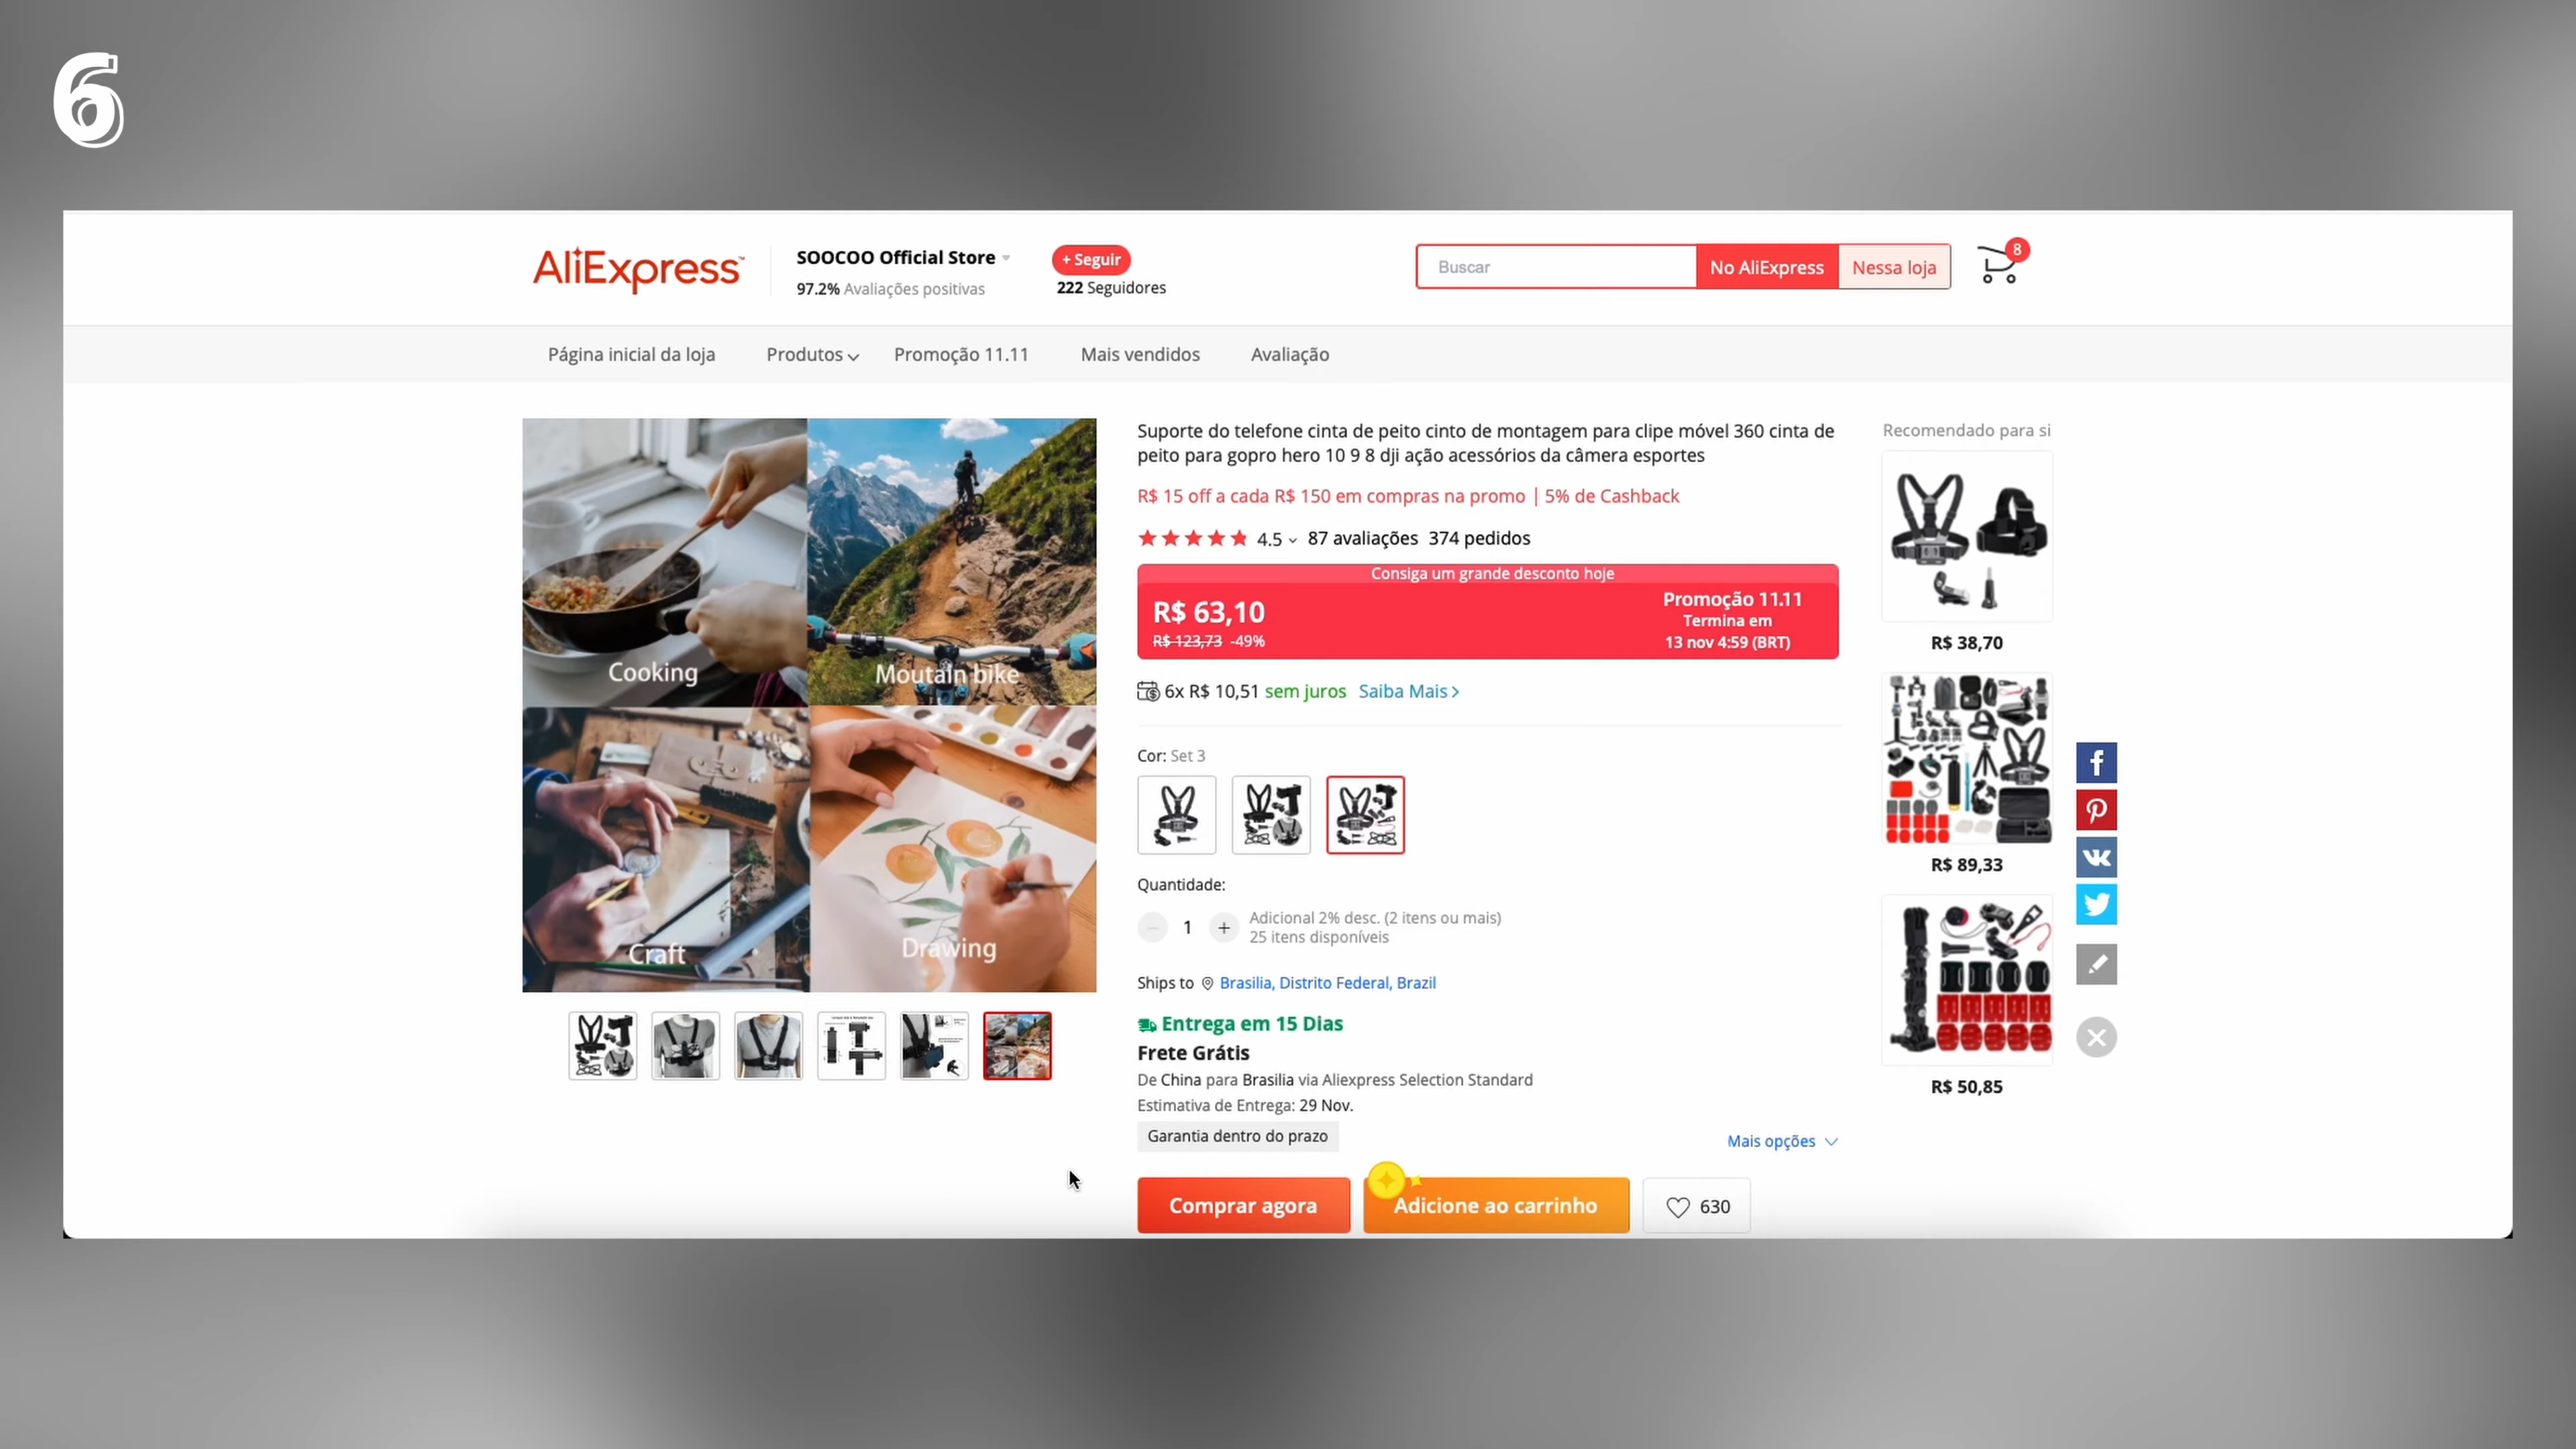 6
AliExpress™
SOOCOO Official Store
97.2% Avaliações positivas
+ Seguir
222 Seguidores
Buscar
No AliExpress
Nessa loja
8
Página inicial da loja
Produtos
Promoção 11.11
Mais vendidos
Avaliação
Cooking
Moutain bike
Craft
Drawing
Suporte do telefone cinta de peito cinto de montagem para clipe móvel 360 cinta de
peito para gopro hero 10 9 8 dji ação acessórios da câmera esportes
R$ 15 off a cada R$ 150 em compras na promo | 5% de Cashback
4.5 87 avaliações 374 pedidos
Consiga um grande desconto hoje
R$ 63,10
R$ 123,73 -49%
Promoção 11.11
Termina em
13 nov 4:59 (BRT)
6x R$ 10,51 sem juros Saiba Mais
Cor: Set 3
Quantidade:
1
Adicional 2% desc. (2 itens ou mais)
25 itens disponíveis
Ships to Brasilia, Distrito Federal, Brazil
Entrega em 15 Dias
Frete Grátis
De China para Brasilia via Aliexpress Selection Standard
Estimativa de Entrega: 29 Nov.
Garantia dentro do prazo
Mais opções
Comprar agora
Adicione ao carrinho
630
Recomendado para si
R$ 38,70
R$ 89,33
R$ 50,85